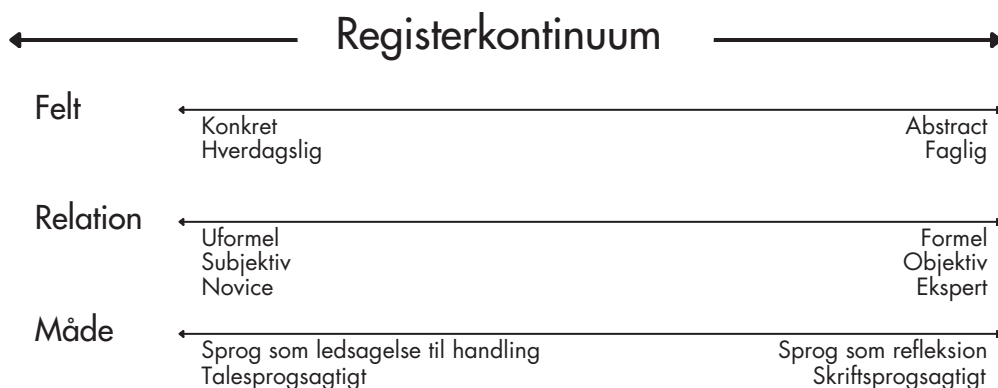 Registerkontinuum
Felt
Konkret Abstract
Hverdagslig Faglig
Relation
Uformel Formel
Subjektiv Objektiv
Novice Ekspert
Måde
Sprog som ledsagelse til handling Sprog som refleksion
Talesprogsagtigt Skriftsprogsagtigt